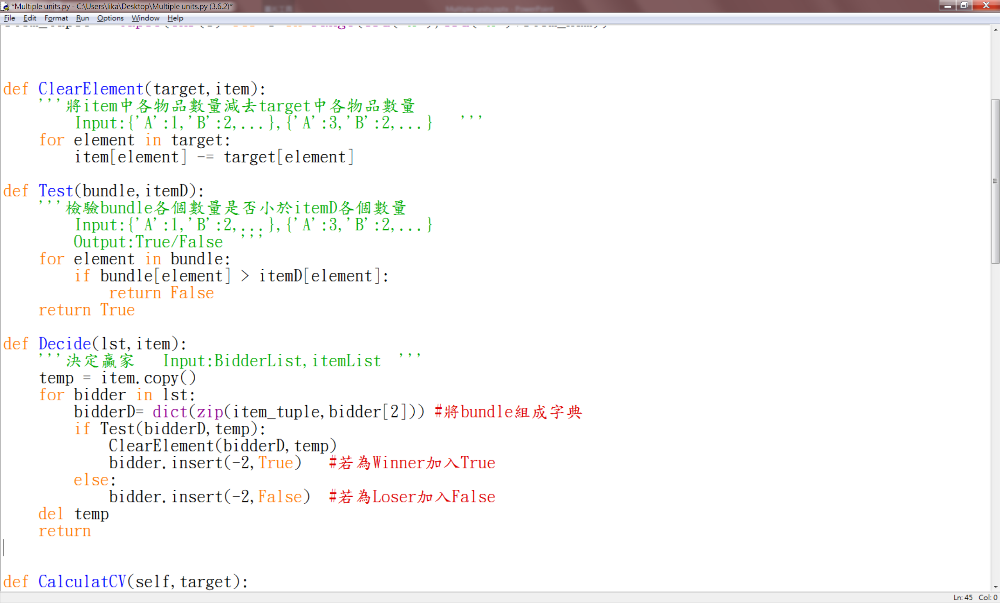 *Multiple units.py - C:\Users\lika\Desktop\Multiple units.py (3.6.2)*
File Edit Format Run Options Window Help
def ClearElement(target,item):
    '''將item中各物品數量減去target中各物品數量
        Input:{'A':1,'B':2,...},{'A':3,'B':2,...}   '''
    for element in target:
        item[element] -= target[element]
def Test(bundle,itemD):
    '''檢驗bundle各個數量是否小於itemD各個數量
        Input:{'A':1,'B':2,...},{'A':3,'B':2,...}
        Output:True/False  '''
    for element in bundle:
        if bundle[element] > itemD[element]:
            return False
    return True
def Decide(lst,item):
    '''決定贏家   Input:BidderList,itemList  '''
    temp = item.copy()
    for bidder in lst:
        bidderD= dict(zip(item_tuple,bidder[2])) #將bundle組成字典
        if Test(bidderD,temp):
            ClearElement(bidderD,temp)
            bidder.insert(-2,True)   #若為Winner加入True
        else:
            bidder.insert(-2,False)  #若為Loser加入False
    del temp
    return
def CalculatCV(self,target):
Ln: 45 Col: 0